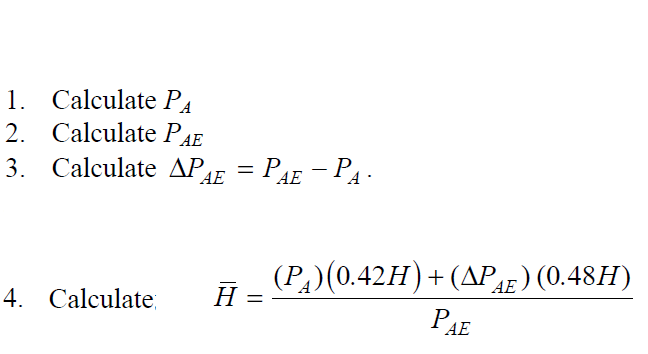 1. Calculate P_A
2. Calculate P_AE
3. Calculate ΔP_AE = P_AE − P_A .
4. Calculate; H̅ = (P_A)(0.42H) + (ΔP_AE)(0.48H) / P_AE